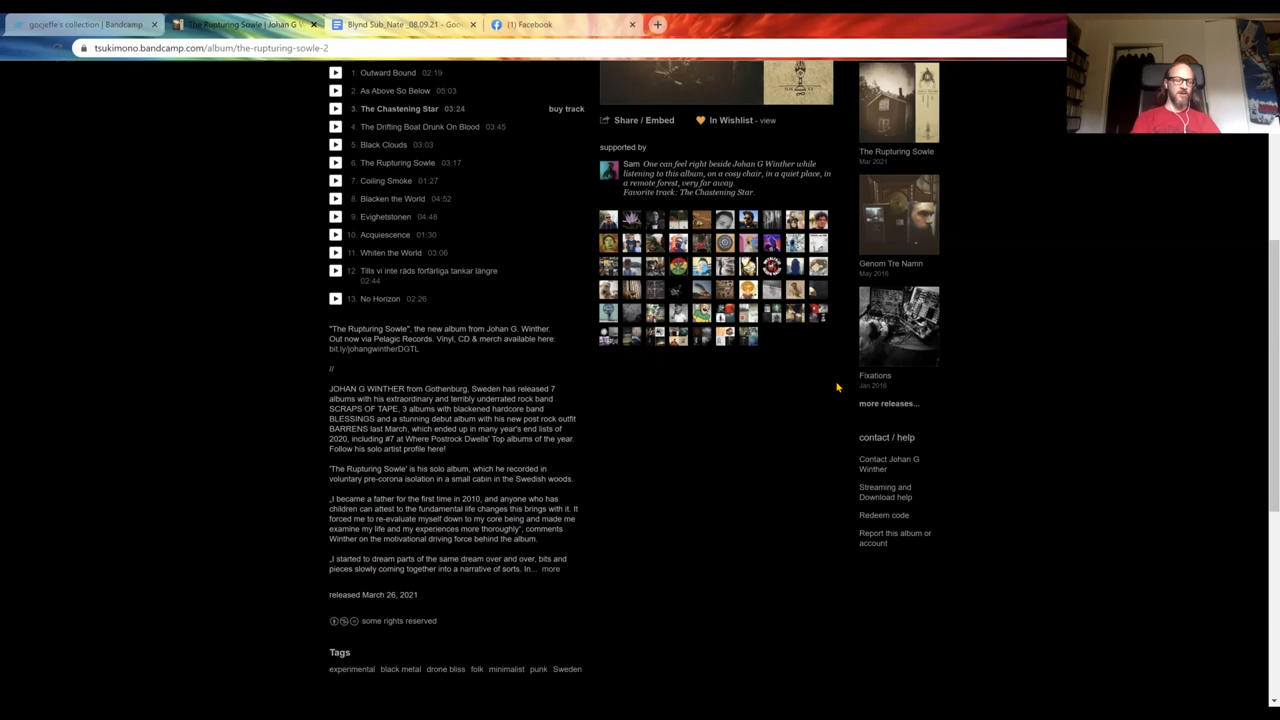 gocjeffe's collection | Bandcamp
The Rupturing Sowle | Johan G W
Blynd Sub_Nate _08.09.21 - Goo
(1) Facebook
tsukimono.bandcamp.com/album/the-rupturing-sowle-2
1. Outward Bound 02:19
2. As Above So Below 05:03
3. The Chastening Star 03:24 buy track
4. The Drifting Boat Drunk On Blood 03:45
5. Black Clouds 03:03
6. The Rupturing Sowle 03:17
7. Coiling Smoke 01:27
8. Blacken the World 04:52
9. Evighetstonen 04:48
10. Acquiescence 01:30
11. Whiten the World 03:06
12. Tills vi inte räds förfärliga tankar längre
02:44
13. No Horizon 02:26
"The Rupturing Sowle", the new album from Johan G. Winther.
Out now via Pelagic Records. Vinyl, CD & merch available here:
bit.ly/johangwintherDGTL
//
JOHAN G WINTHER from Gothenburg, Sweden has released 7
albums with his extraordinary and terribly underrated rock band
SCRAPS OF TAPE, 3 albums with blackened hardcore band
BLESSINGS and a stunning debut album with his new post rock outfit
BARRENS last March, which ended up in many year's end lists of
2020, including #7 at Where Postrock Dwells' Top albums of the year.
Follow his solo artist profile here!
'The Rupturing Sowle' is his solo album, which he recorded in
voluntary pre-corona isolation in a small cabin in the Swedish woods.
„I became a father for the first time in 2010, and anyone who has
children can attest to the fundamental life changes this brings with it. It
forced me to re-evaluate myself down to my core being and made me
examine my life and my experiences more thoroughly", comments
Winther on the motivational driving force behind the album.
„I started to dream parts of the same dream over and over, bits and
pieces slowly coming together into a narrative of sorts. In... more
released March 26, 2021
some rights reserved
Tags
experimental black metal drone bliss folk minimalist punk Sweden
Share / Embed
In Wishlist - view
supported by
Sam One can feel right beside Johan G Winther while
listening to this album, on a cosy chair, in a quiet place, in
a remote forest, very far away.
Favorite track: The Chastening Star.
The Rupturing Sowle
Mar 2021
Genom Tre Namn
May 2016
Fixations
Jan 2016
more releases...
contact / help
Contact Johan G
Winther
Streaming and
Download help
Redeem code
Report this album or
account